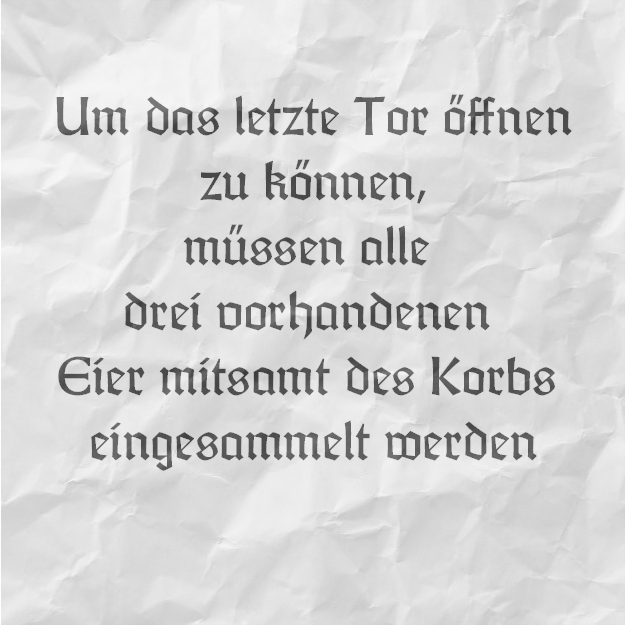 Um das letzte Tor öffnen
zu können,
müssen alle
drei vorhandenen
Eier mitsamt des Korbs
eingesammelt werden